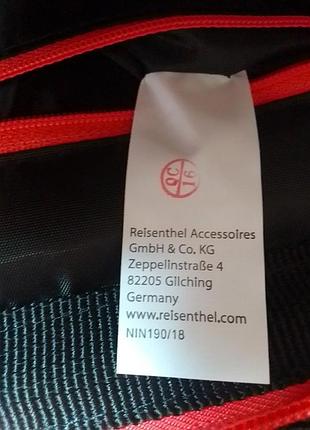 QC
16
Reisenthel Accessoires
GmbH & Co. KG
Zeppelinstraße 4
82205 Gilching
Germany
www.reisenthel.com
NIN190/18